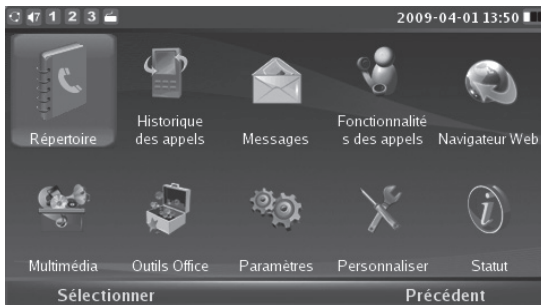 7 1 2 3 2009-04-01 13:50
Répertoire
Historique
des appels
Messages
Fonctionnalité
s des appels
Navigateur Web
Multimédia
Outils Office
Paramètres
Personnaliser
Statut
Sélectionner
Précédent